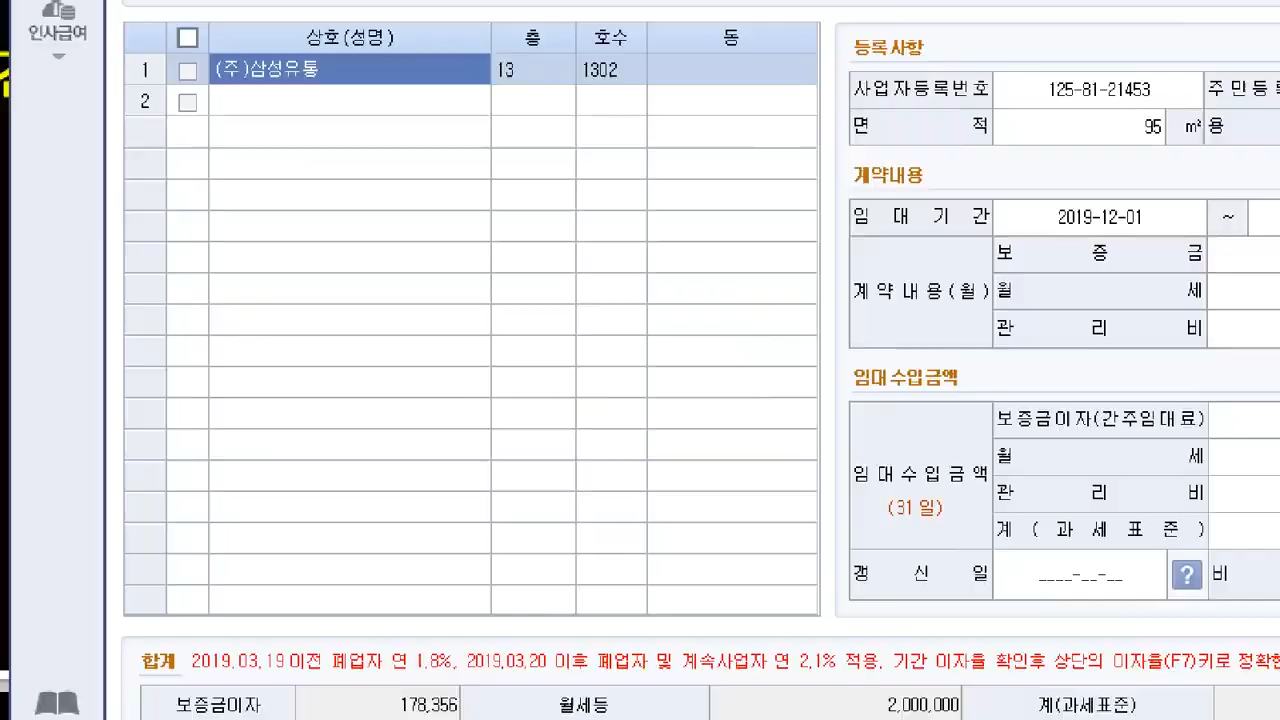 인사급여
상호(성명) 층 호수 동
1 (주)삼성유통 13 1302
2
등록사항
사업자등록번호 125-81-21453 주민등
면 적 95 m² 용
계약내용
임 대 기 간 2019-12-01 ~
보 증 금
계 약 내 용 ( 월 ) 월 세
관 리 비
임대수입금액
보증금이자(간주임대료)
월 세
임 대 수 입 금 액
(31 일)
관 리 비
계 ( 과 세 표 준 )
갱 신 일 ____-__-__ ? 비
합계 2019.03.19이전 폐업자 연 1.8%, 2019.03.20 이후 폐업자 및 계속사업자 연 2.1% 적용. 기간 이자율 확인후 상단의 이자율(F7)키로 정확한
보증금이자 178,356 월세등 2,000,000 계(과세표준)